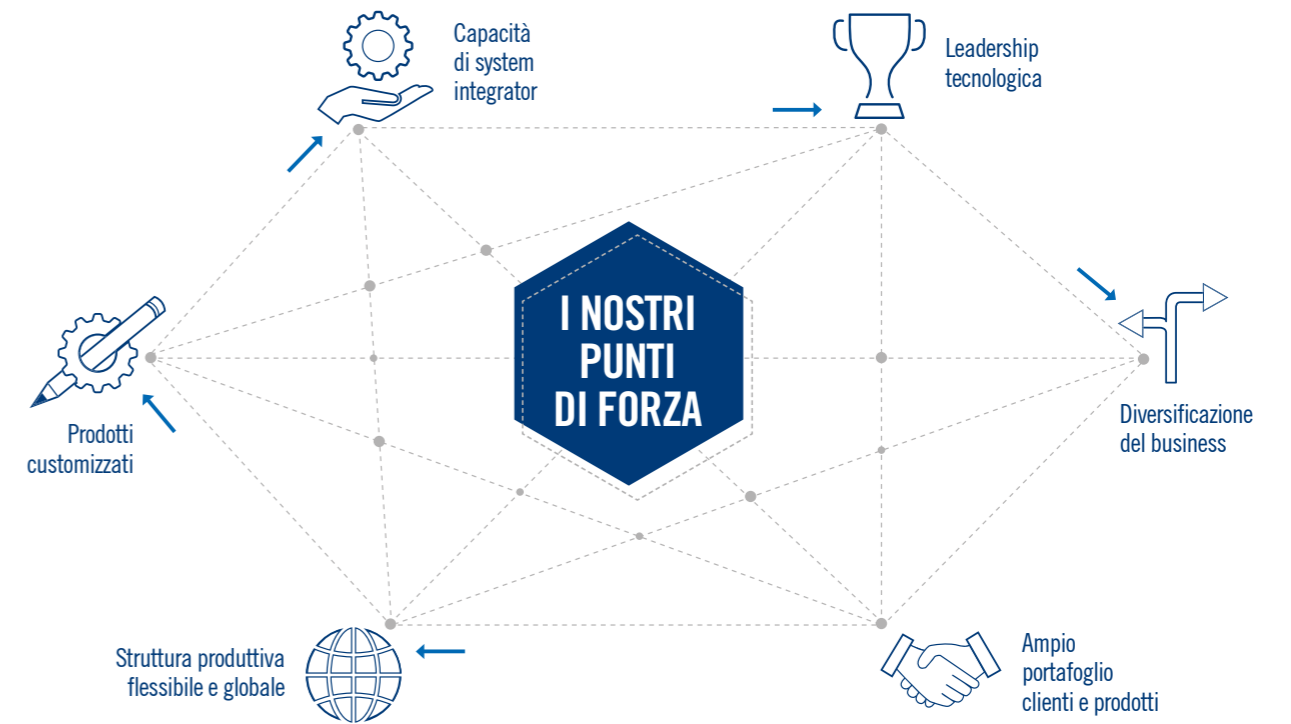 Capacità
di system
integrator
Leadership
tecnologica
I NOSTRI
PUNTI
DI FORZA
Prodotti
customizzati
Diversificazione
del business
Struttura produttiva
flessibile e globale
Ampio
portafoglio
clienti e prodotti